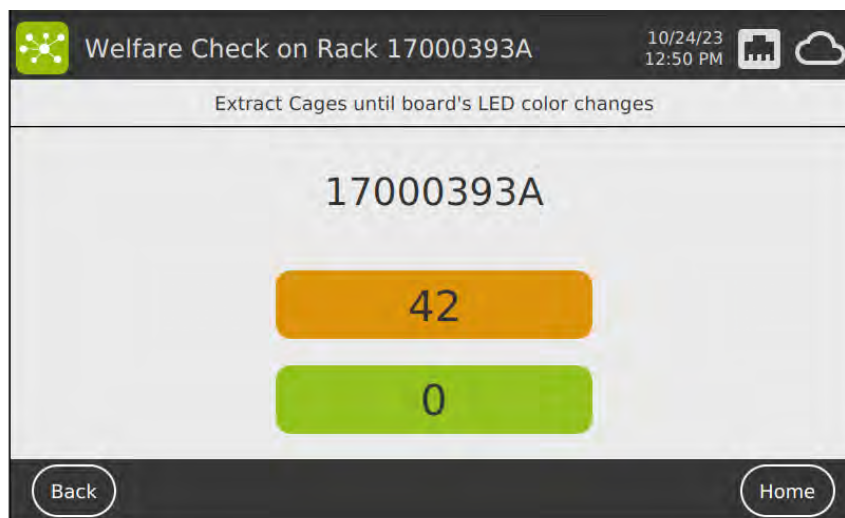 Welfare Check on Rack 17000393A
10/24/23
12:50 PM
Extract Cages until board's LED color changes
17000393A
42
0
Back
Home